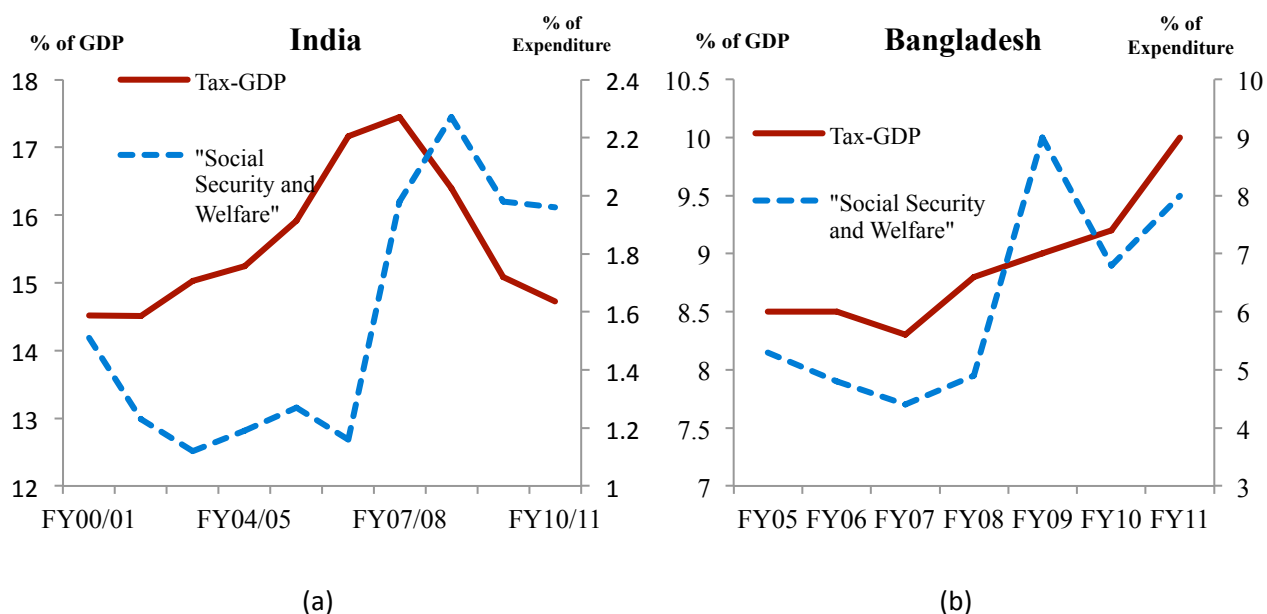 % of GDP
India
% of
Expenditure
18
17
16
15
14
13
12
Tax-GDP
"Social
Security and
Welfare"
2.4
2.2
2
1.8
1.6
1.4
1.2
1
FY00/01
FY04/05
FY07/08
FY10/11
(a)
% of GDP
Bangladesh
% of
Expenditure
10.5
10
9.5
9
8.5
8
7.5
7
Tax-GDP
"Social Security
and Welfare"
10
9
8
7
6
5
4
3
FY05 FY06 FY07 FY08 FY09 FY10 FY11
(b)